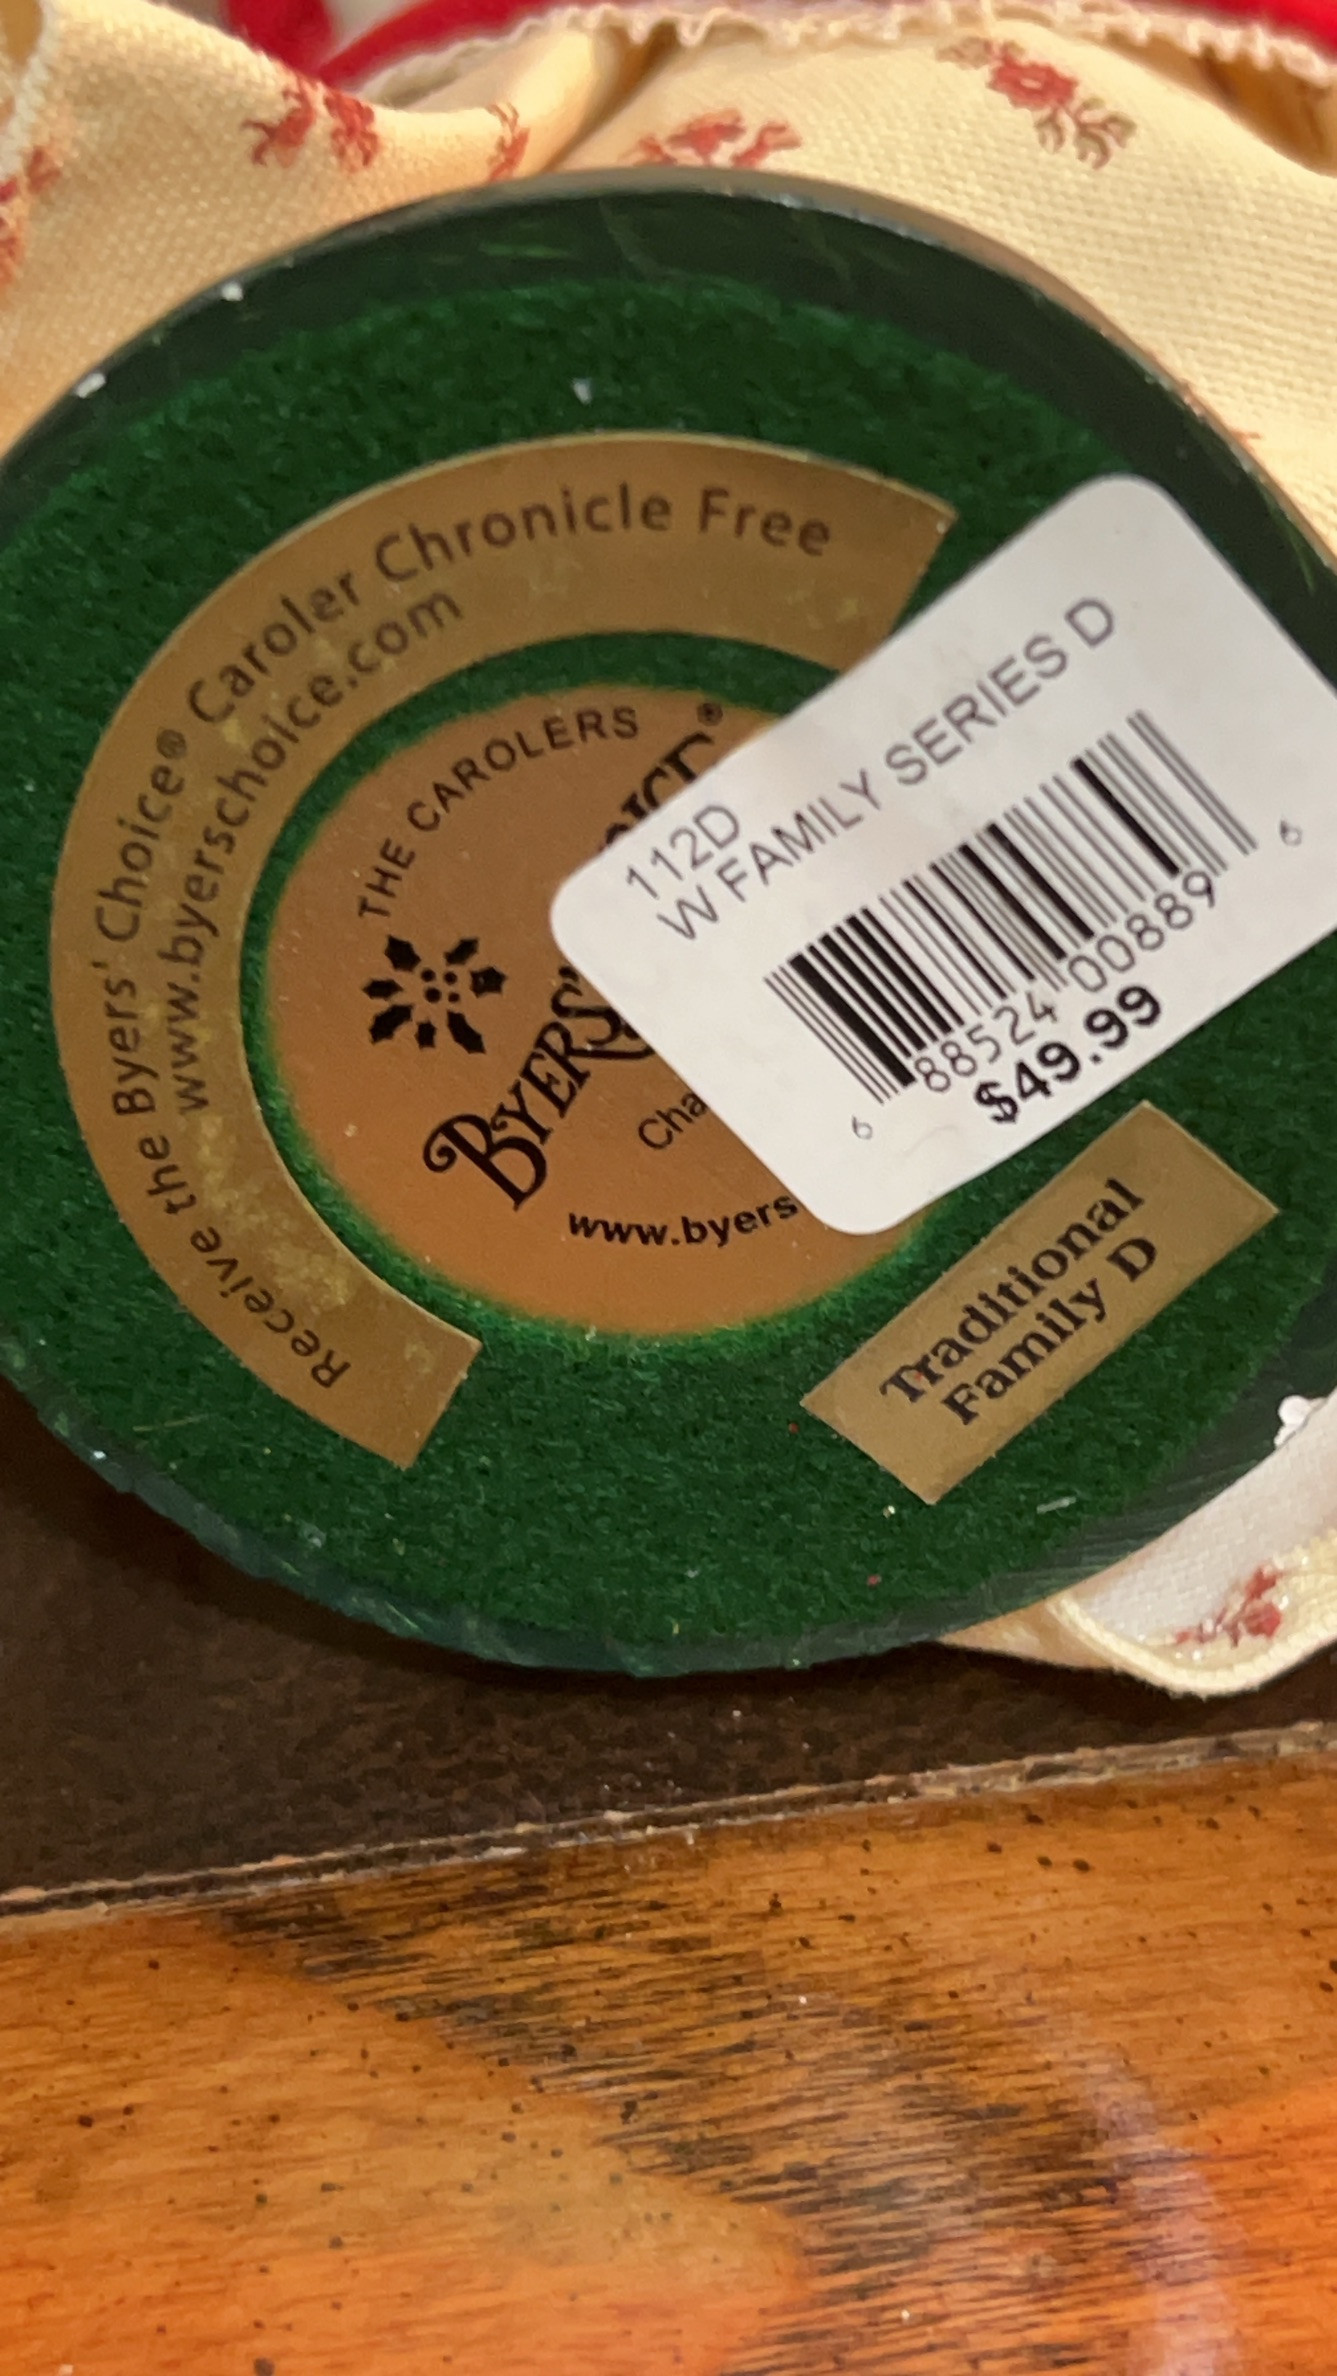 Receive the Byers' Choice® Caroler Chronicle Free
www.byerschoice.com
THE CAROLERS®
BYERS'
Cha
www.byers
112D
W FAMILY SERIES D
6 88524 00889 6
$49.99
Traditional
Family D